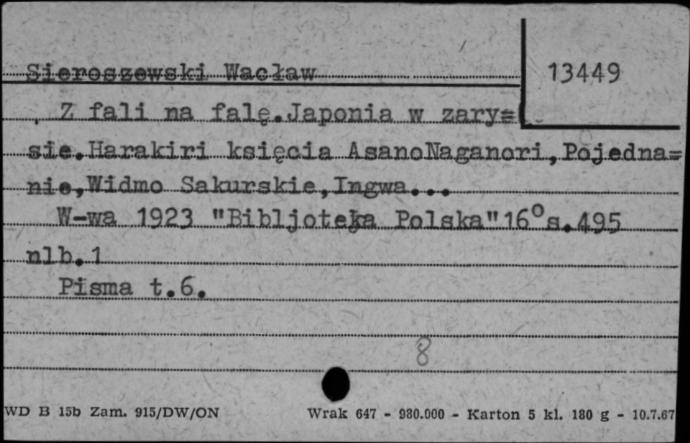 Sieroszewski Wacław
13449
Z fali na falę.Japonia w zary=
sie.Harakiri księcia AsanoNaganori,Pojedna=
nie,Widmo Sakurskie,Ingwa...
W-wa 1923 "Bibljoteka Polska"16°s.495
nlb.1
Pisma t.6.
8
WD B 15b Zam. 915/DW/ON Wrak 647 - 980.000 - Karton 5 kl. 180 g - 10.7.67